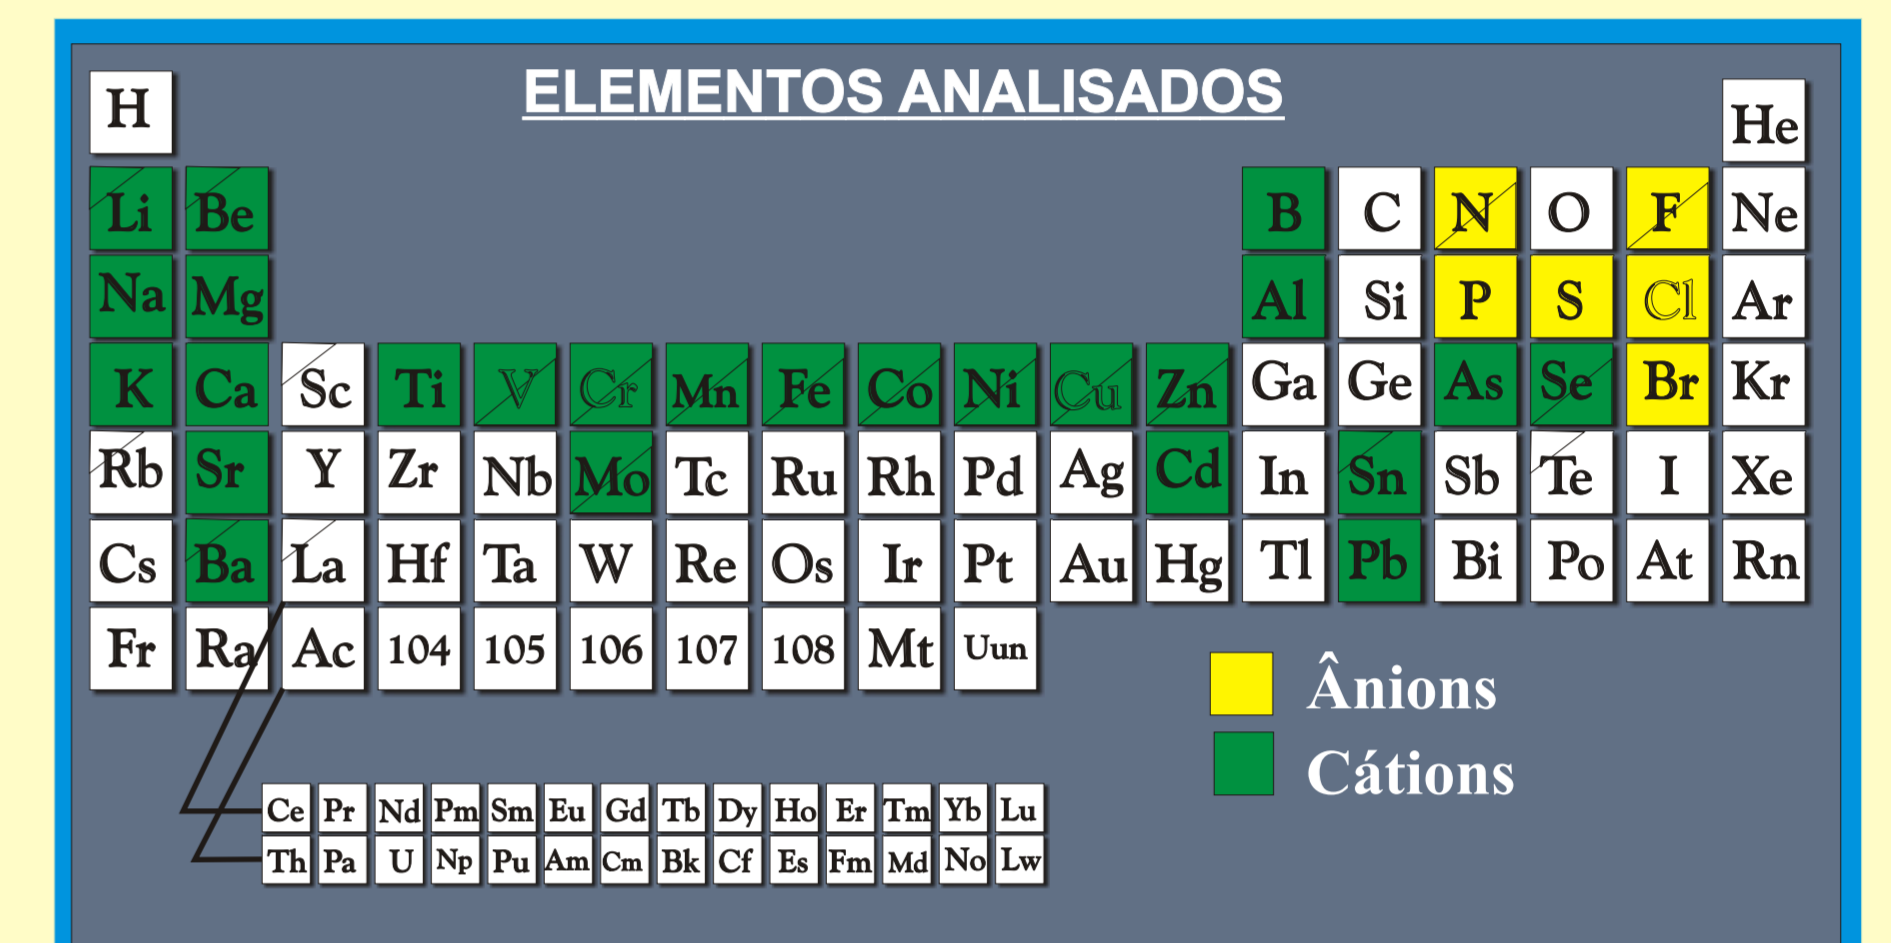 ELEMENTOS ANALISADOS
H He
Li Be B C N O F Ne
Na Mg Al Si P S Cl Ar
K Ca Sc Ti V Cr Mn Fe Co Ni Cu Zn Ga Ge As Se Br Kr
Rb Sr Y Zr Nb Mo Tc Ru Rh Pd Ag Cd In Sn Sb Te I Xe
Cs Ba La Hf Ta W Re Os Ir Pt Au Hg Tl Pb Bi Po At Rn
Fr Ra Ac 104 105 106 107 108 Mt Uun
Ânions
Cátions
Ce Pr Nd Pm Sm Eu Gd Tb Dy Ho Er Tm Yb Lu
Th Pa U Np Pu Am Cm Bk Cf Es Fm Md No Lw